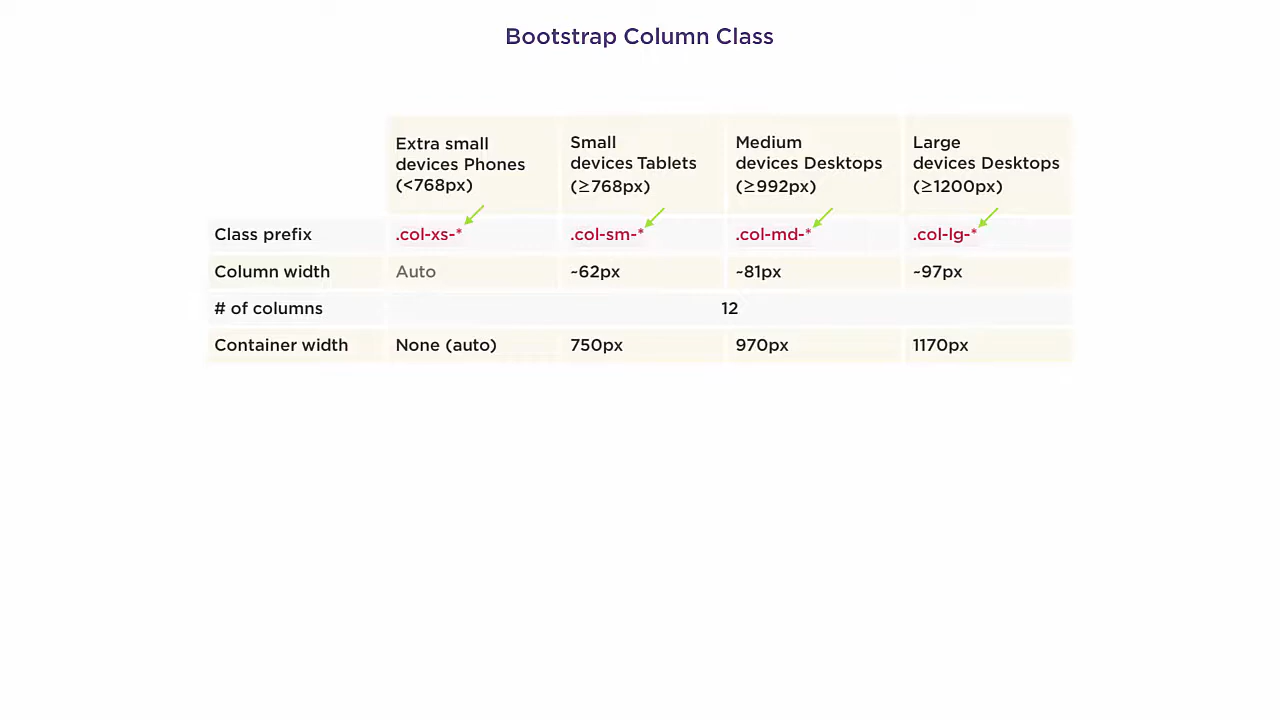 Bootstrap Column Class
Extra small
devices Phones
(<768px)
Small
devices Tablets
(≥768px)
Medium
devices Desktops
(≥992px)
Large
devices Desktops
(≥1200px)
Class prefix .col-xs-* .col-sm-* .col-md-* .col-lg-*
Column width Auto ~62px ~81px ~97px
# of columns 12
Container width None (auto) 750px 970px 1170px